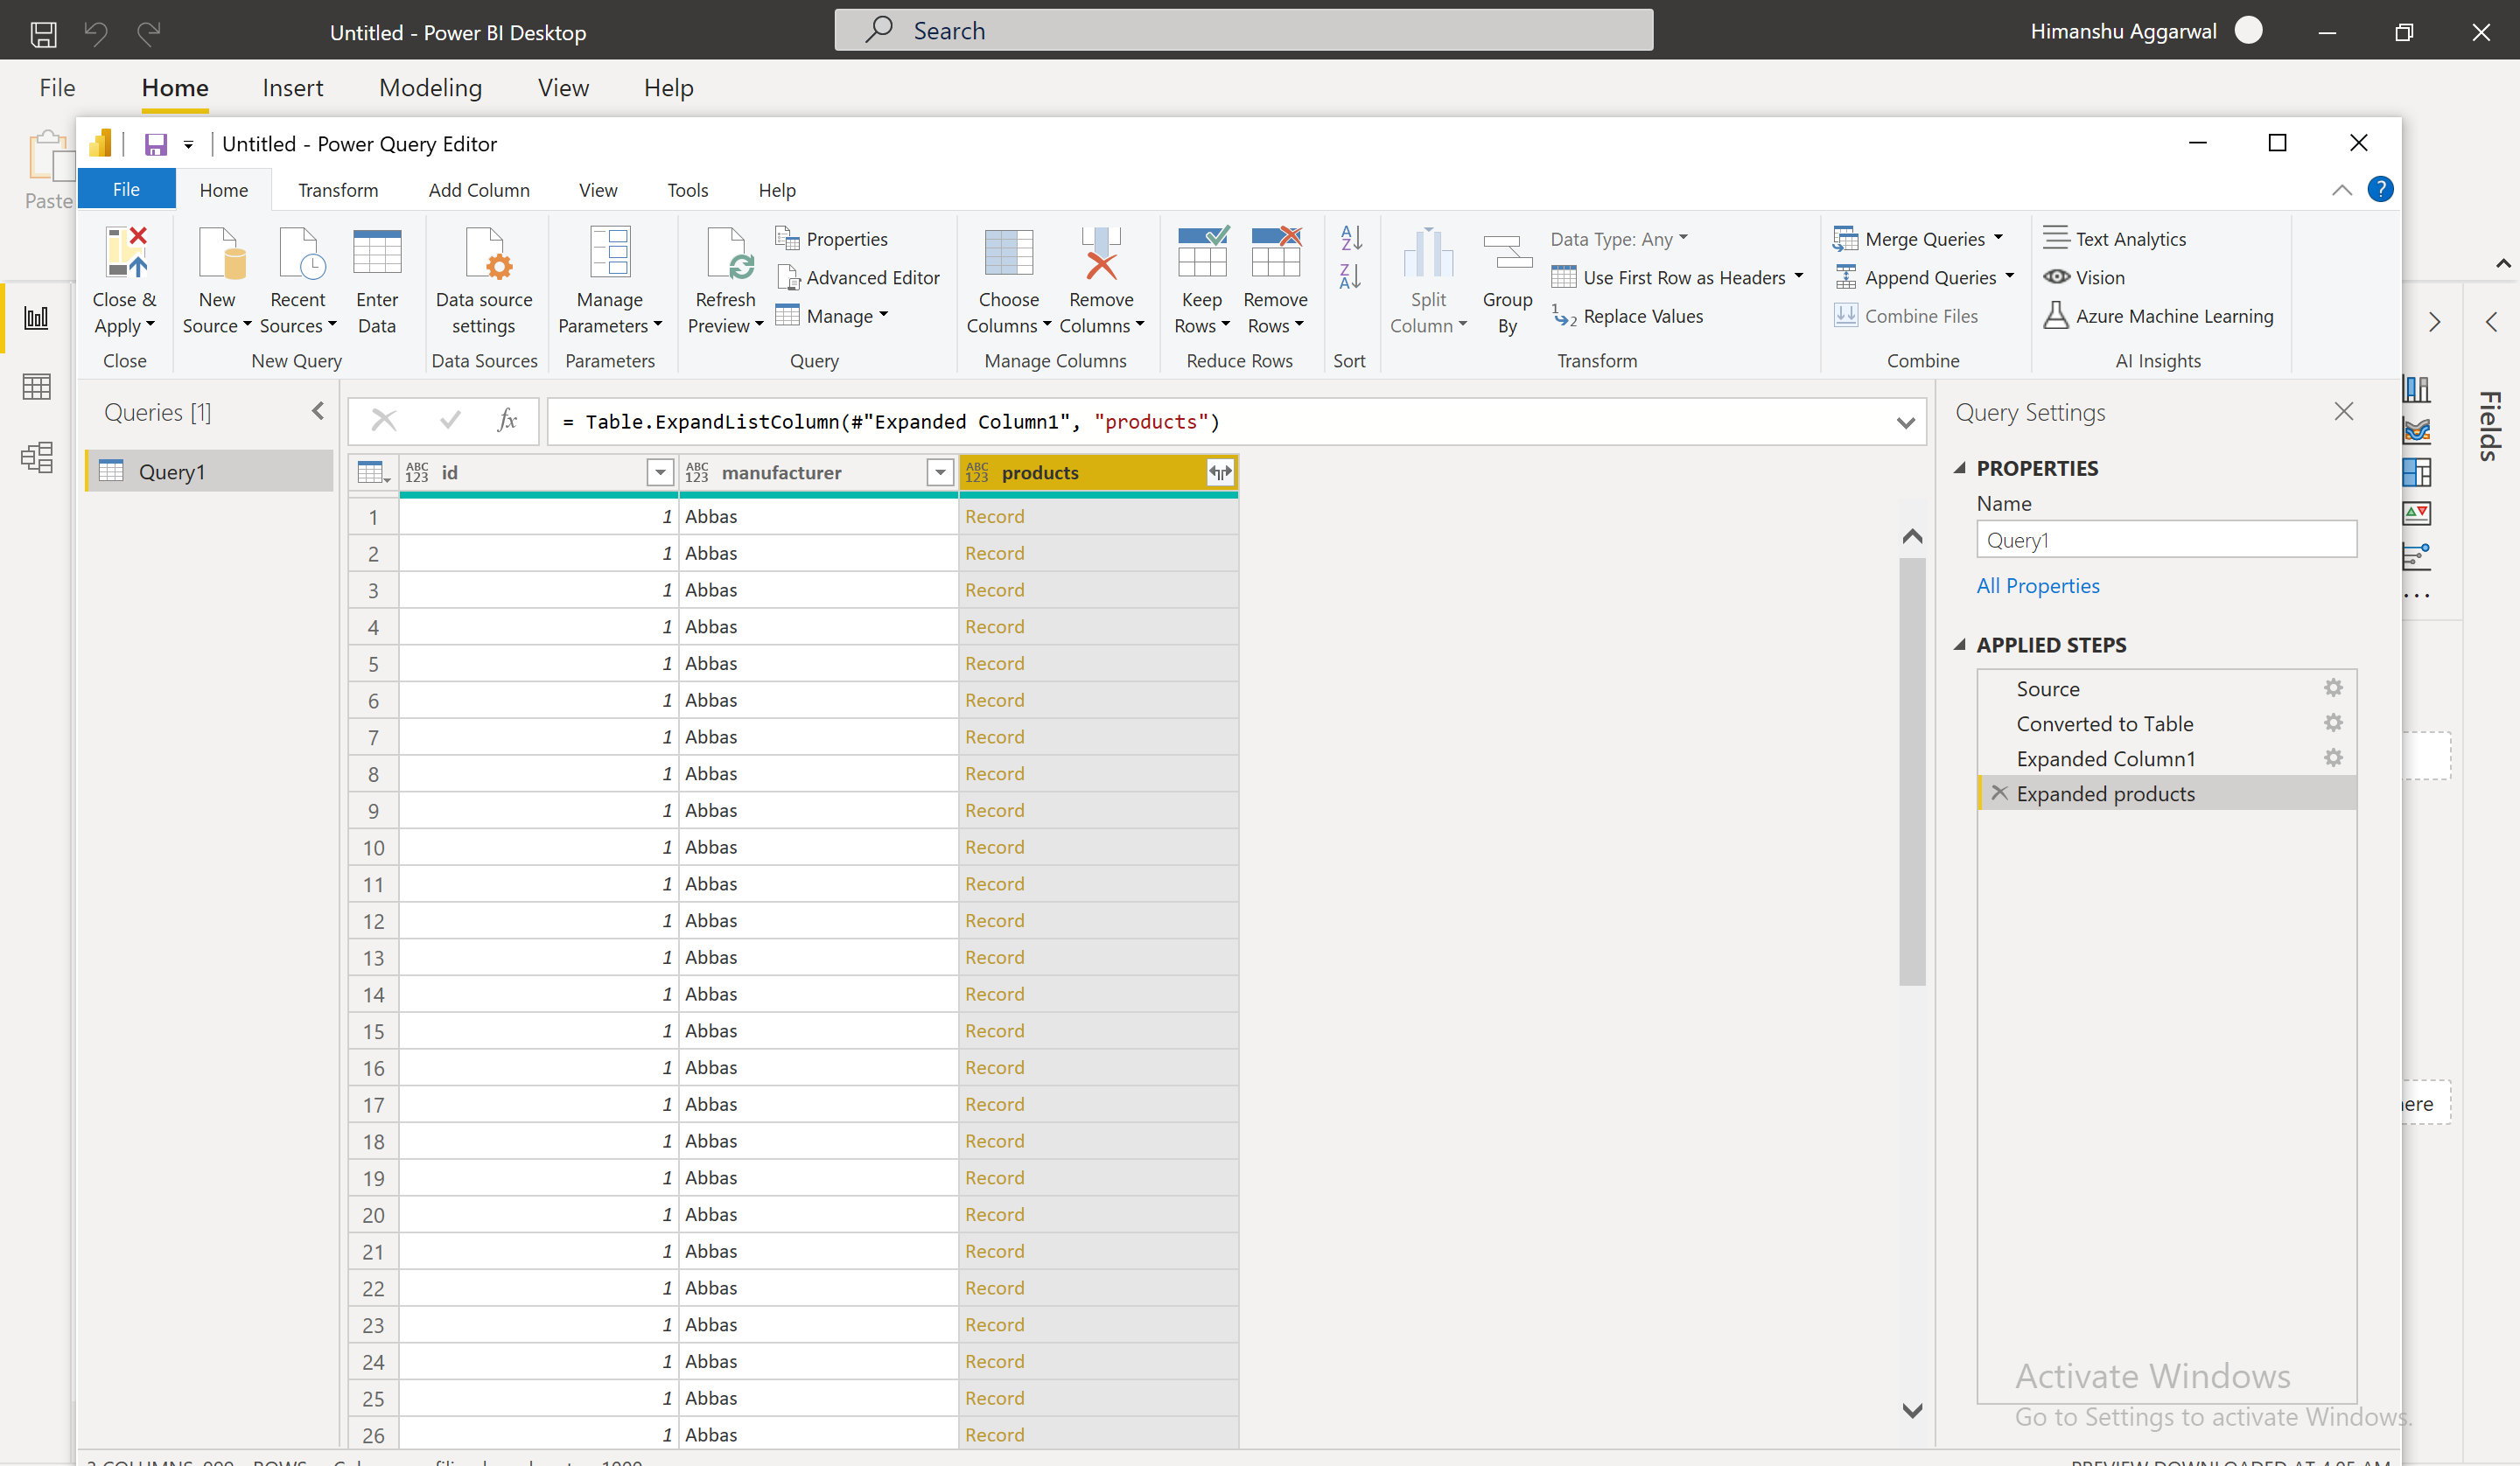 Untitled - Power BI Desktop
Search
Himanshu Aggarwal
File Home Insert Modeling View Help
Paste
Untitled - Power Query Editor
File Home Transform Add Column View Tools Help
Close & Apply
New Source
Recent Sources
Enter Data
Data source settings
Manage Parameters
Refresh Preview
Properties
Advanced Editor
Manage
Choose Columns
Remove Columns
Keep Rows
Remove Rows
Split Column
Group By
Data Type: Any
Use First Row as Headers
Replace Values
Merge Queries
Append Queries
Combine Files
Text Analytics
Vision
Azure Machine Learning
Close New Query Data Sources Parameters Query Manage Columns Reduce Rows Sort Transform Combine AI Insights
Queries [1]
Query1
fx
= Table.ExpandListColumn(#"Expanded Column1", "products")
ABC 123 id ABC 123 manufacturer ABC 123 products
1 1 Abbas Record
2 1 Abbas Record
3 1 Abbas Record
4 1 Abbas Record
5 1 Abbas Record
6 1 Abbas Record
7 1 Abbas Record
8 1 Abbas Record
9 1 Abbas Record
10 1 Abbas Record
11 1 Abbas Record
12 1 Abbas Record
13 1 Abbas Record
14 1 Abbas Record
15 1 Abbas Record
16 1 Abbas Record
17 1 Abbas Record
18 1 Abbas Record
19 1 Abbas Record
20 1 Abbas Record
21 1 Abbas Record
22 1 Abbas Record
23 1 Abbas Record
24 1 Abbas Record
25 1 Abbas Record
26 1 Abbas Record
Query Settings
PROPERTIES
Name
Query1
All Properties
APPLIED STEPS
Source
Converted to Table
Expanded Column1
Expanded products
Fields
Activate Windows
Go to Settings to activate Windows.
PREVIEW DOWNLOADED AT 4:05 AM